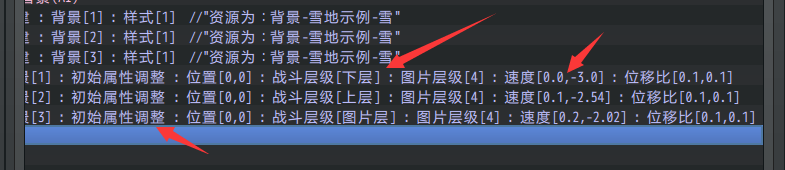 : 背景[1] : 样式[1] //"资源为：背景-雪地示例-雪"
: 背景[2] : 样式[1] //"资源为：背景-雪地示例-雪"
: 背景[3] : 样式[1] //"资源为：背景-雪地示例-雪"
[1] : 初始属性调整 : 位置[0,0] : 战斗层级[下层] : 图片层级[4] : 速度[0.0,-3.0] : 位移比[0.1,0.1]
[2] : 初始属性调整 : 位置[0,0] : 战斗层级[上层] : 图片层级[4] : 速度[0.1,-2.54] : 位移比[0.1,0.1]
[3] : 初始属性调整 : 位置[0,0] : 战斗层级[图片层] : 图片层级[4] : 速度[0.2,-2.02] : 位移比[0.1,0.1]